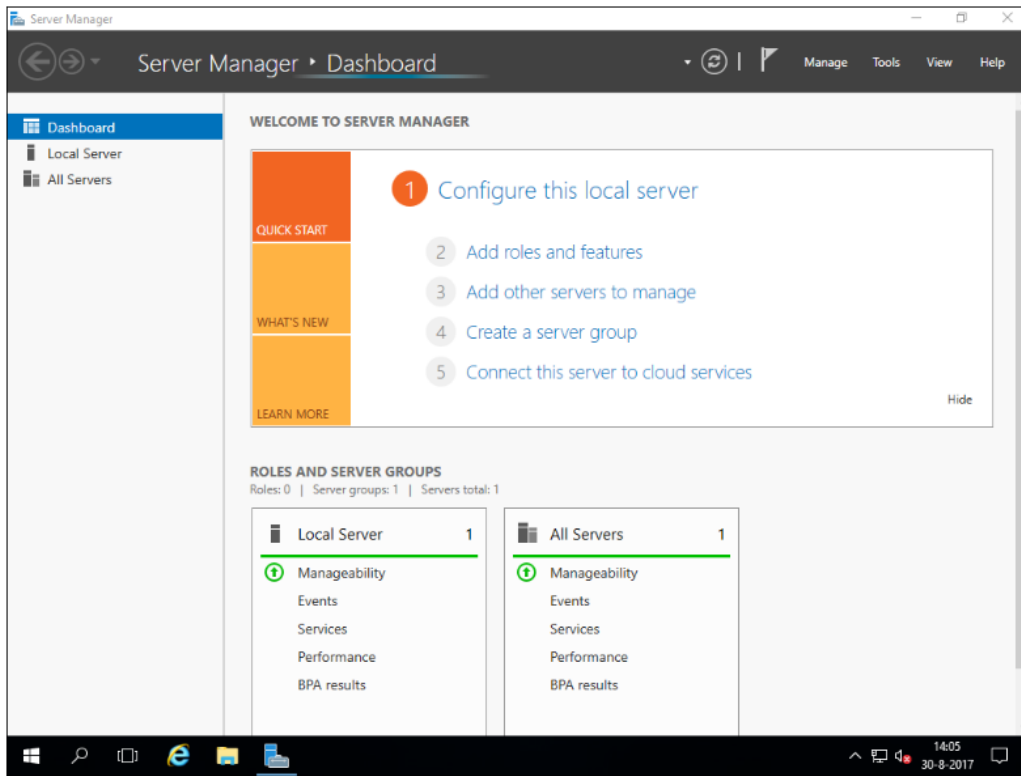 Server Manager
Server Manager • Dashboard
Manage Tools View Help
Dashboard
Local Server
All Servers
WELCOME TO SERVER MANAGER
QUICK START
WHAT'S NEW
LEARN MORE
1 Configure this local server
2 Add roles and features
3 Add other servers to manage
4 Create a server group
5 Connect this server to cloud services
Hide
ROLES AND SERVER GROUPS
Roles: 0 | Server groups: 1 | Servers total: 1
Local Server 1
Manageability
Events
Services
Performance
BPA results
All Servers 1
Manageability
Events
Services
Performance
BPA results
14:05
30-8-2017